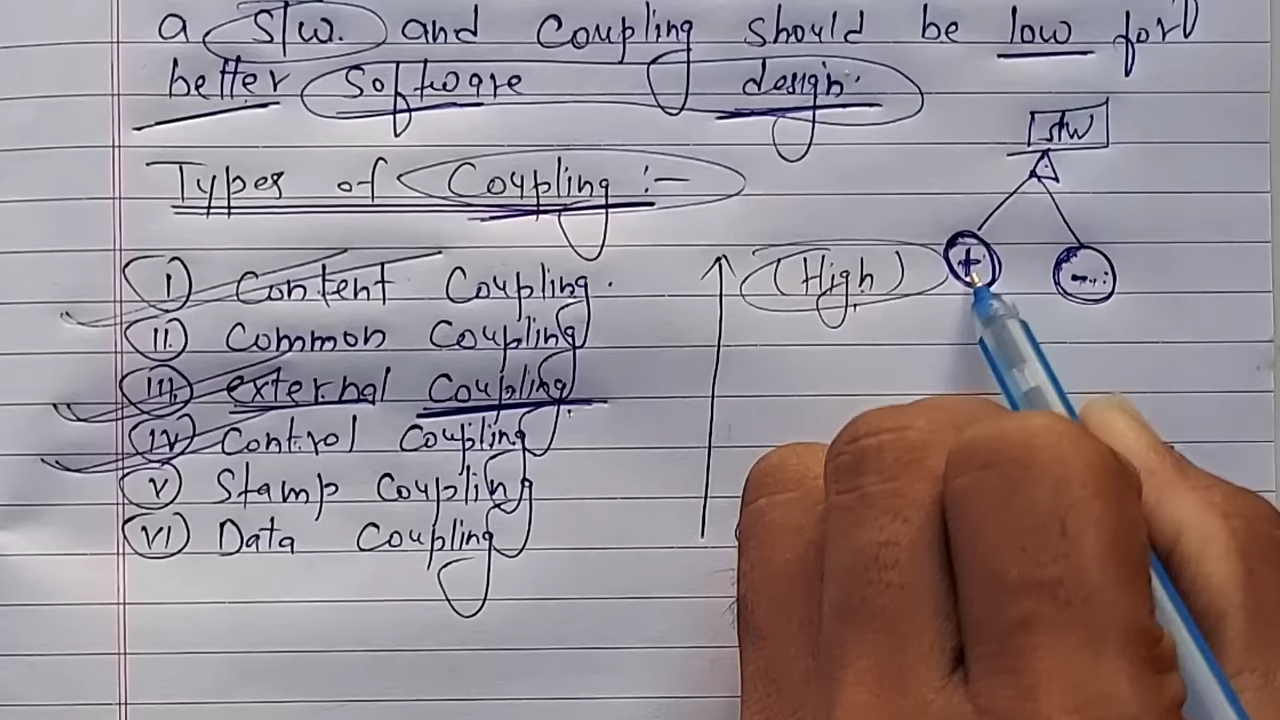 a S/w. and Coupling should be low for
better Software design.
S/W
Types of Coupling :-
(High) + -
I) Content Coupling.
II. Common Coupling
III. external Coupling
IV Control Coupling
V Stamp Coupling
VI) Data Coupling